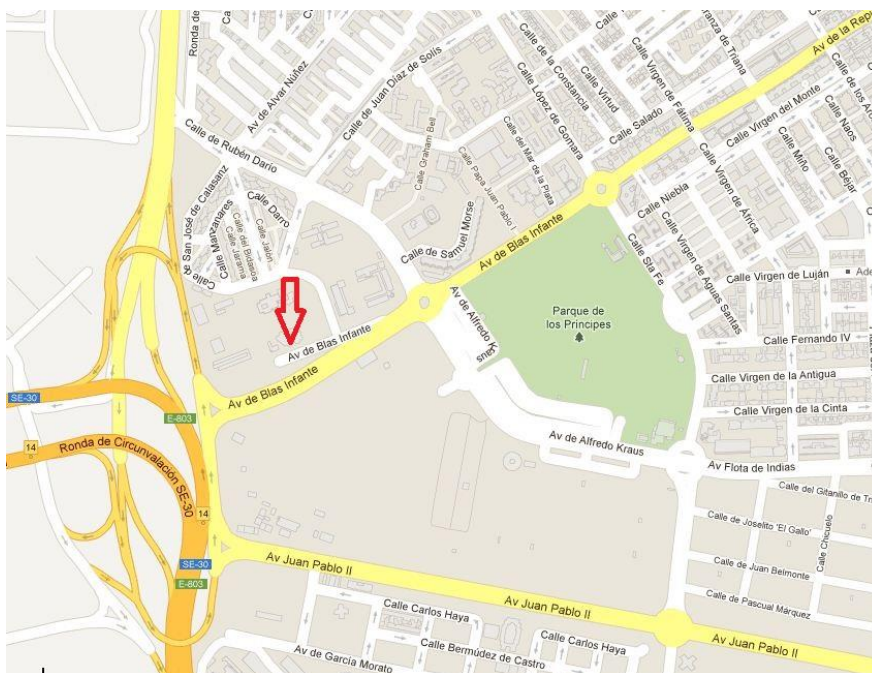 Ronda de
Av de la Rep
Calle de la Constancia
Calle Virtud
Calle Virgen de Fátima
anza de Triana
Calle de los Arc
Calle Virgen del Monte
Calle Naos
Calle Béjar
Calle Miño
Av de Alvar Núñez
Calle de Juan Díaz de Solís
Calle López de Gomara
Calle Salado
Calle de Rubén Darío
Calle Graham Bell
Calle del Mar de la Plata
Calle Papa Juan Pablo I
Calle Niebla
Calle Virgen de África
Calle de San José de Calasanz
Calle Manzanares
Calle Darro
Calle del Bidasoa
Calle Jalón
Calle Jarama
Calle de Samuel Morse
Av de Blas Infante
Calle Sta Fe
Calle Virgen de Aguas Santas
Calle Virgen de Luján
Ade
Av de Alfredo Kraus
Parque de
los Príncipes
Av de Blas Infante
Calle Fernando IV
Av de Blas Infante
Calle Virgen de la Antigua
Calle Virgen de la Cinta
SE-30
E-803
14
Ronda de Circunvalación SE-30
Av de Alfredo Kraus
Av Flota de Indias
Calle del Gitanillo de Tri
Calle de Joselito 'El Gallo'
Calle Chicuelo
14
SE-30
E-803
Av Juan Pablo II
Av Juan Pablo II
Av Juan Pablo II
Calle de Juan Belmonte
Calle de Pascual Márquez
Calle Carlos Haya
Calle Carlos Haya
Calle Bermúdez de Castro
Av de García Morato